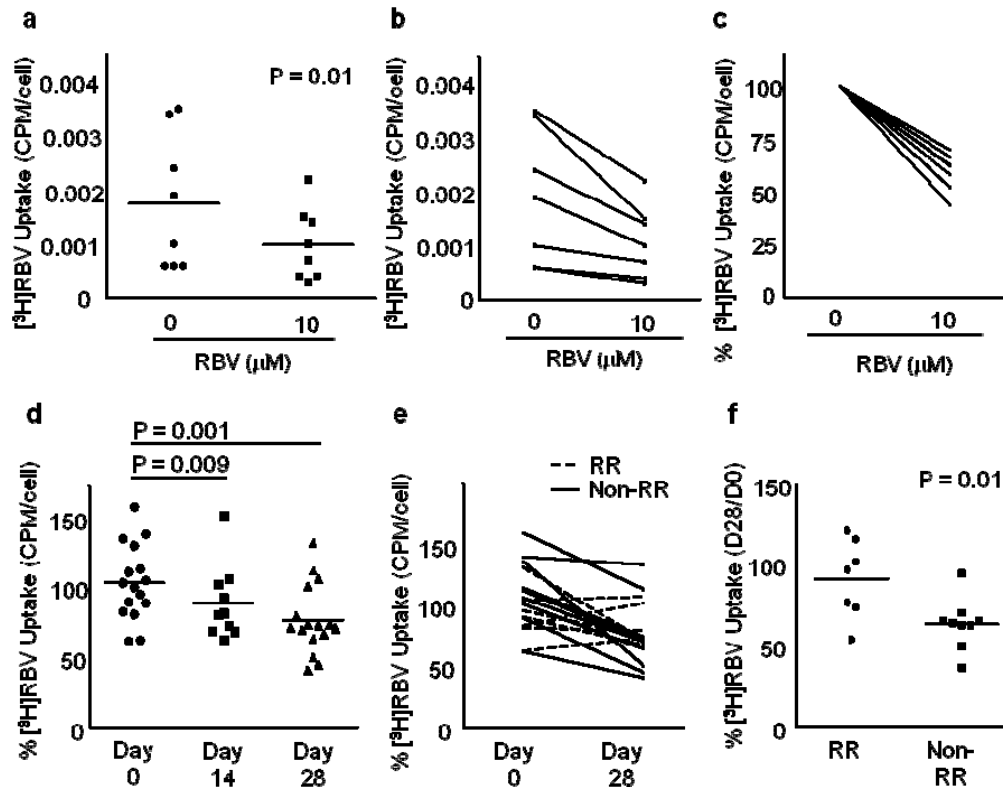 a
[³H]RBV Uptake (CPM/cell)
0.004
0.003
0.002
0.001
0
P = 0.01
0
10
RBV (µM)
b
[³H]RBV Uptake (CPM/cell)
0.004
0.003
0.002
0.001
0
0
10
RBV (µM)
c
% [³H]RBV Uptake (CPM/cell)
100
75
50
25
0
0
10
RBV (µM)
d
P = 0.001
P = 0.009
% [³H]RBV Uptake (CPM/cell)
150
100
50
0
Day
0
Day
14
Day
28
e
RR
Non-RR
% [³H]RBV Uptake (CPM/cell)
150
100
50
0
Day
0
Day
28
f
P = 0.01
% [³H]RBV Uptake (D28/D0)
150
100
50
0
RR
Non-
RR